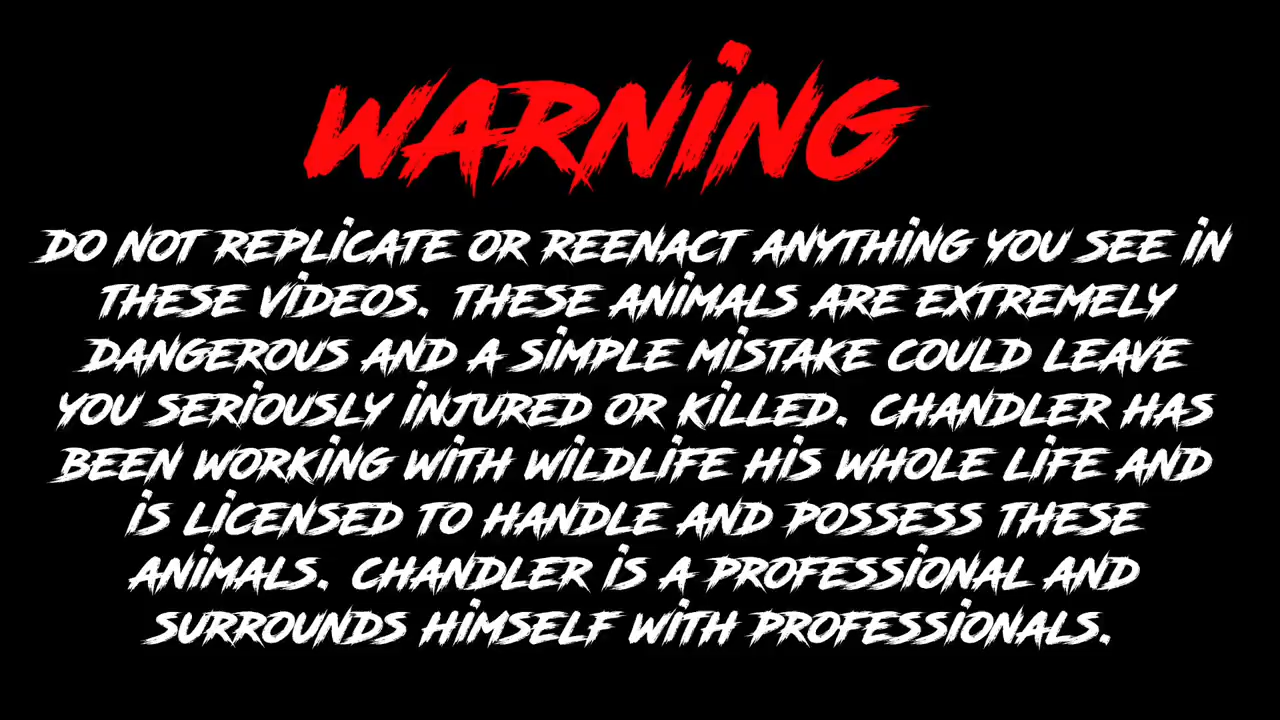 WARNING
DO NOT REPLICATE OR REENACT ANYTHING YOU SEE IN
THESE VIDEOS. THESE ANIMALS ARE EXTREMELY
DANGEROUS AND A SIMPLE MISTAKE COULD LEAVE
YOU SERIOUSLY INJURED OR KILLED. CHANDLER HAS
BEEN WORKING WITH WILDLIFE HIS WHOLE LIFE AND
IS LICENSED TO HANDLE AND POSSESS THESE
ANIMALS. CHANDLER IS A PROFESSIONAL AND
SURROUNDS HIMSELF WITH PROFESSIONALS.